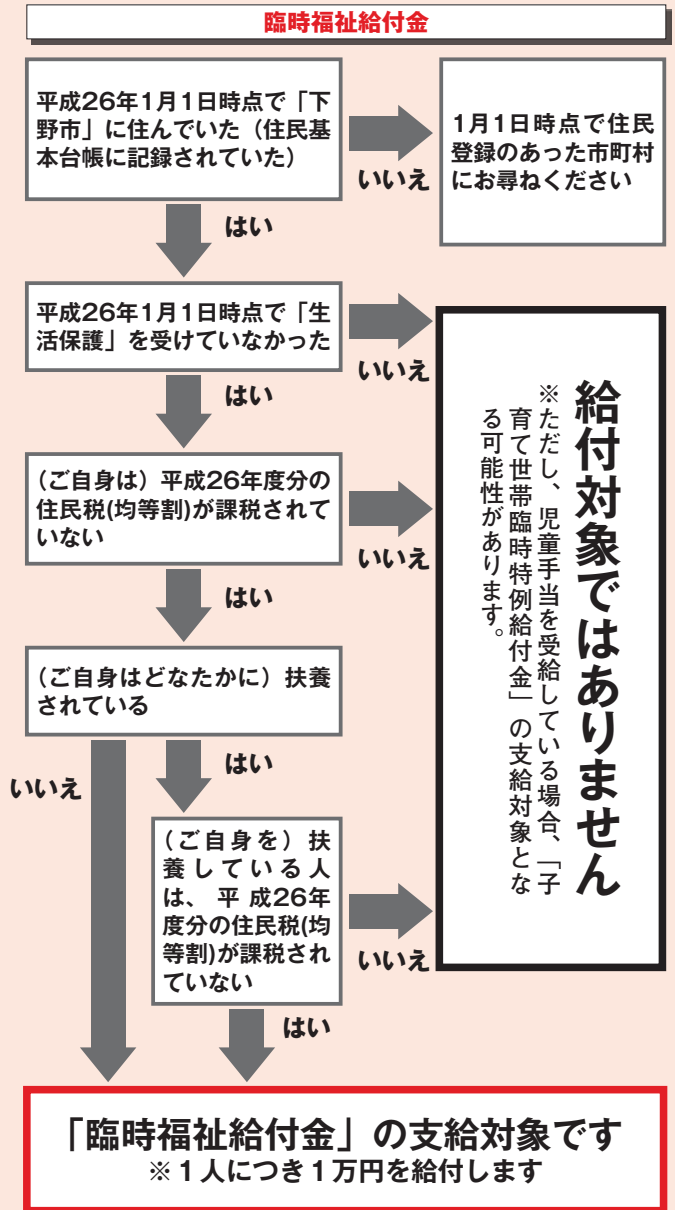 臨時福祉給付金
平成26年1月1日時点で「下
野市」に住んでいた（住民基
本台帳に記録されていた）
いいえ
1月1日時点で住民
登録のあった市町村
にお尋ねください
はい
平成26年1月1日時点で「生
活保護」を受けていなかった
いいえ
はい
（ご自身は）平成26年度分の
住民税(均等割)が課税されて
いない
いいえ
はい
（ご自身はどなたかに）扶養
されている
いいえ
はい
（ご自身を）扶
養している人
は、平成26年
度分の住民税(均
等割)が課税され
ていない
いいえ
はい
給付対象ではありません
※ただし、児童手当を受給している場合、「子
育て世帯臨時特例給付金」の支給対象とな
る可能性があります。
「臨時福祉給付金」の支給対象です
※１人につき１万円を給付します